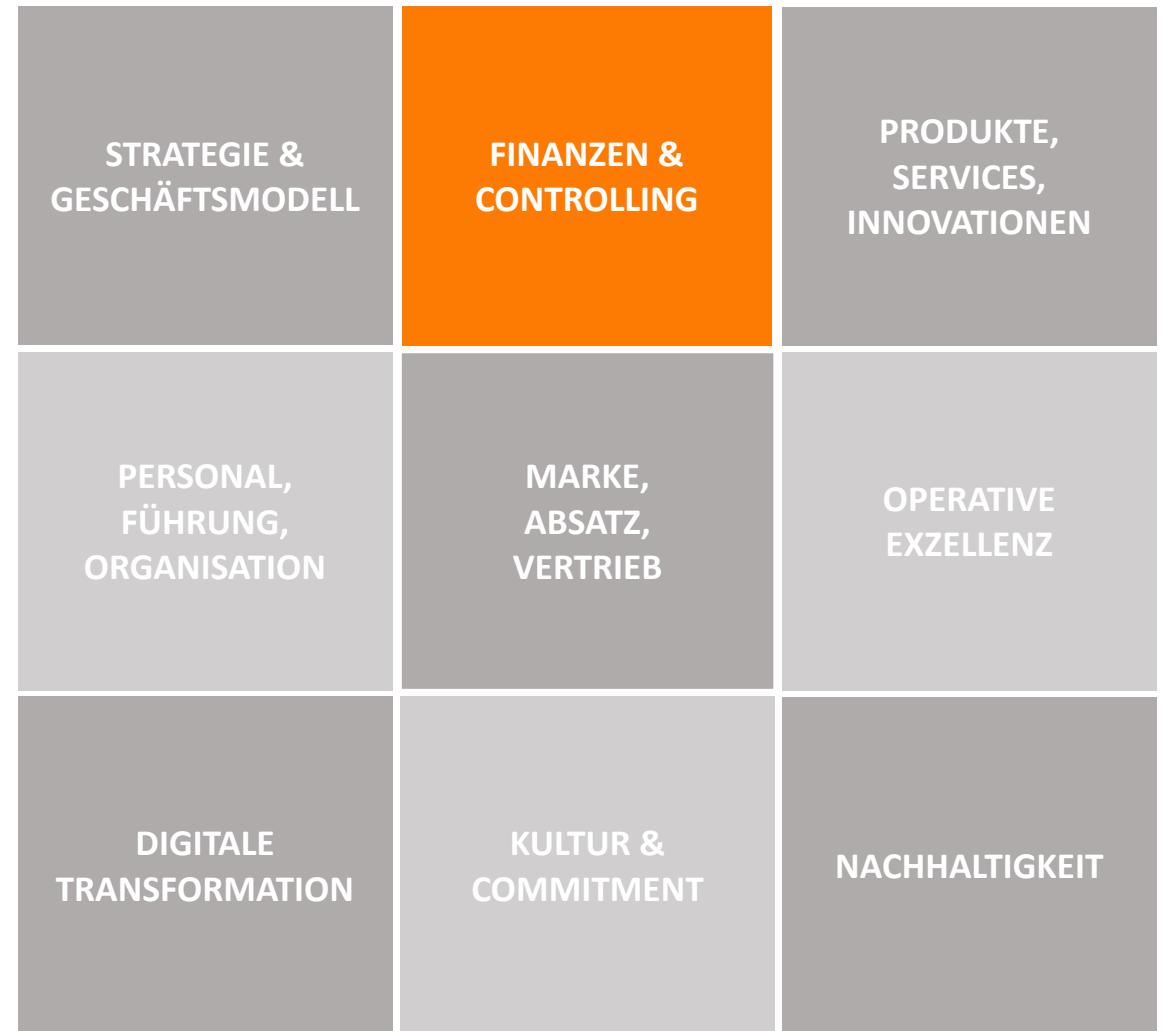 STRATEGIE &
GESCHÄFTSMODELL
FINANZEN &
CONTROLLING
PRODUKTE,
SERVICES,
INNOVATIONEN
PERSONAL,
FÜHRUNG,
ORGANISATION
MARKE,
ABSATZ,
VERTRIEB
OPERATIVE
EXZELLENZ
DIGITALE
TRANSFORMATION
KULTUR &
COMMITMENT
NACHHALTIGKEIT